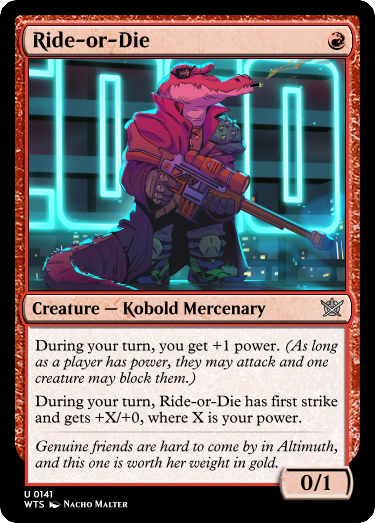 Ride-or-Die
Creature — Kobold Mercenary
During your turn, you get +1 power. (As long
as a player has power, they may attack and one
creature may block them.)
During your turn, Ride-or-Die has first strike
and gets +X/+0, where X is your power.
Genuine friends are hard to come by in Altimuth,
and this one is worth her weight in gold.
0/1
U 0141
WTS Nacho Malter